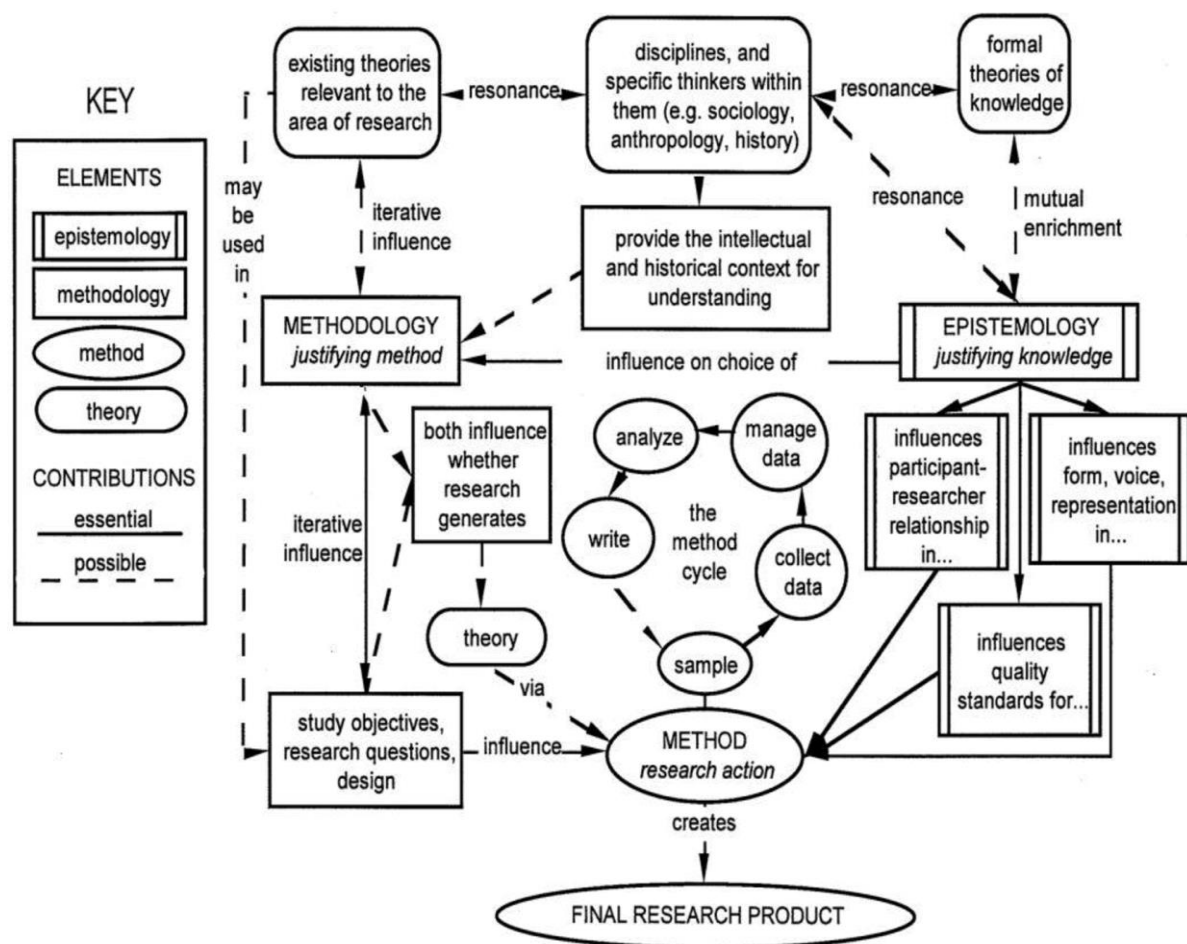 KEY
ELEMENTS
epistemology
methodology
method
theory
CONTRIBUTIONS
essential
possible
existing theories
relevant to the
area of research
resonance
disciplines, and
specific thinkers within
them (e.g. sociology,
anthropology, history)
resonance
formal
theories of
knowledge
may
be
used
in
iterative
influence
resonance
mutual
enrichment
provide the intellectual
and historical context for
understanding
METHODOLOGY
justifying method
influence on choice of
EPISTEMOLOGY
justifying knowledge
both influence
whether
research
generates
iterative
influence
theory
via
analyze
manage
data
write
the
method
cycle
collect
data
sample
influences
participant-
researcher
relationship
in...
influences
form, voice,
representation
in...
influences
quality
standards for...
study objectives,
research questions,
design
influence
METHOD
research action
creates
FINAL RESEARCH PRODUCT